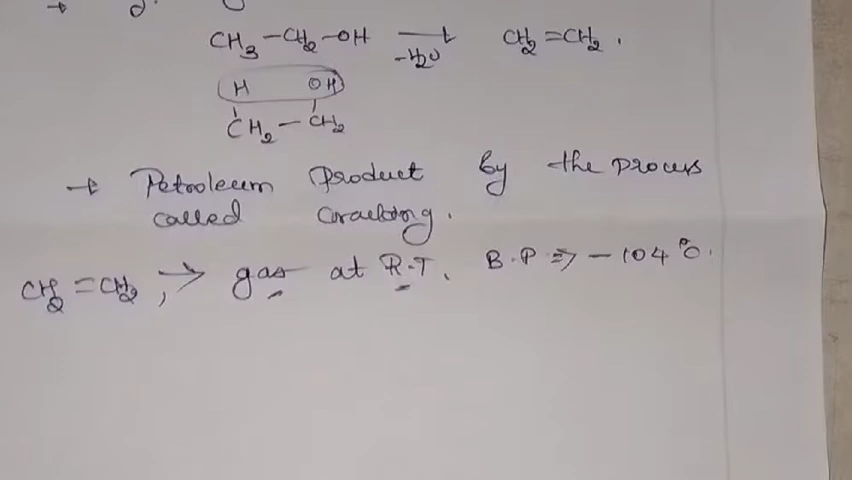 CH3 - CH2 - OH → CH2 = CH2 .
-H2O
H OH
CH2 - CH2
→ Petroleum product by the process
called cracking.
CH2 = CH2, → gas at R.T. B.P ⇒ -104°C.